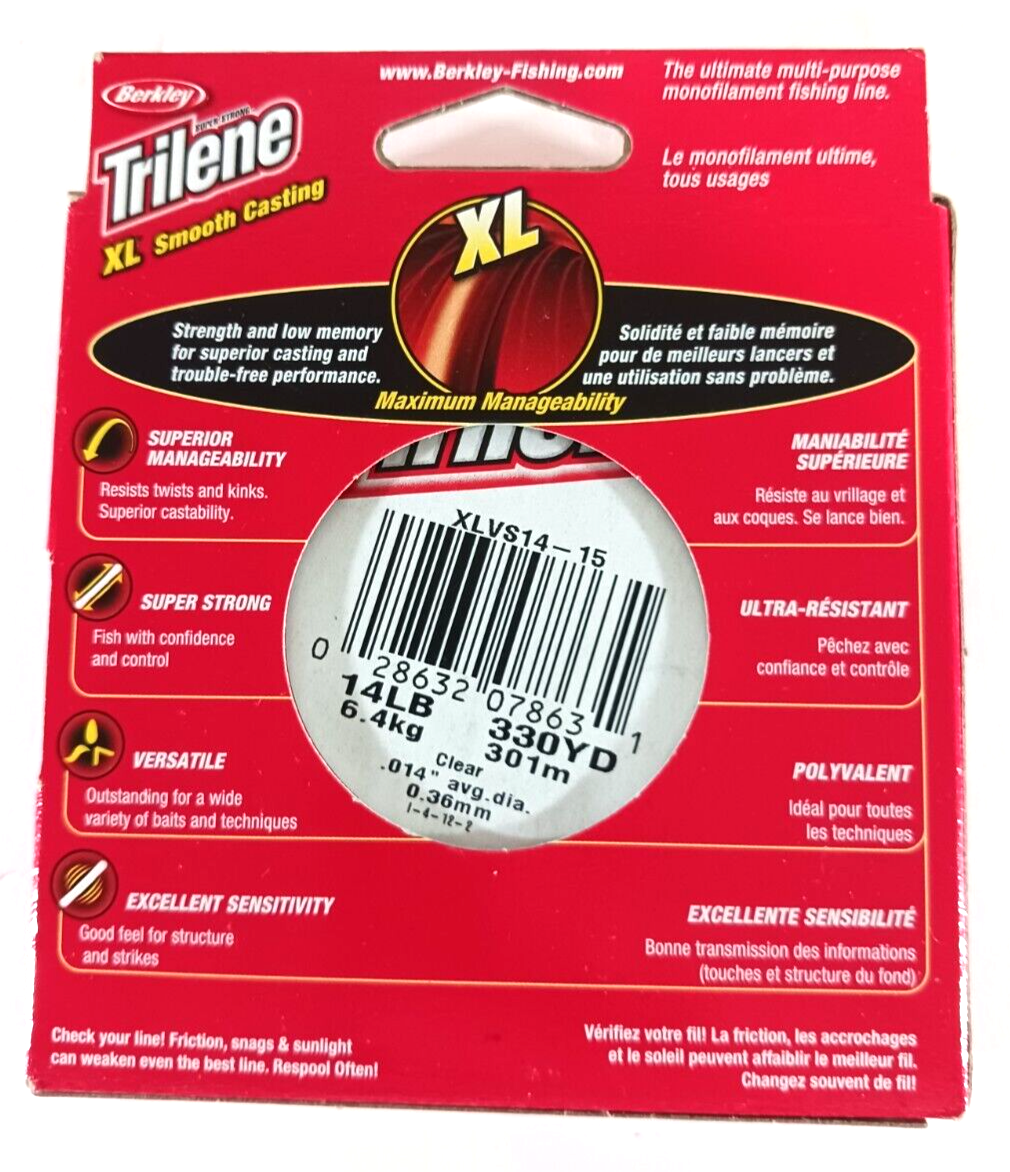 www.Berkley-Fishing.com
The ultimate multi-purpose
monofilament fishing line.
Le monofilament ultime,
tous usages
Berkley
SUPER STRONG
Trilene
XL Smooth Casting
XL
Strength and low memory
for superior casting and
trouble-free performance.
Solidité et faible mémoire
pour de meilleurs lancers et
une utilisation sans problème.
Maximum Manageability
SUPERIOR
MANAGEABILITY
Resists twists and kinks.
Superior castability.
MANIABILITÉ
SUPÉRIEURE
Résiste au vrillage et
aux coques. Se lance bien.
SUPER STRONG
Fish with confidence
and control
ULTRA-RÉSISTANT
Pêchez avec
confiance et contrôle
VERSATILE
Outstanding for a wide
variety of baits and techniques
POLYVALENT
Idéal pour toutes
les techniques
EXCELLENT SENSITIVITY
Good feel for structure
and strikes
EXCELLENTE SENSIBILITÉ
Bonne transmission des informations
(touches et structure du fond)
Trilene
XLVS14-15
0 28632 07863 1
14LB 330YD
6.4kg 301m
Clear
.014" avg.dia.
0.36mm
1-4-12-2
Check your line! Friction, snags & sunlight
can weaken even the best line. Respool Often!
Vérifiez votre fil! La friction, les accrochages
et le soleil peuvent affaiblir le meilleur fil.
Changez souvent de fil!